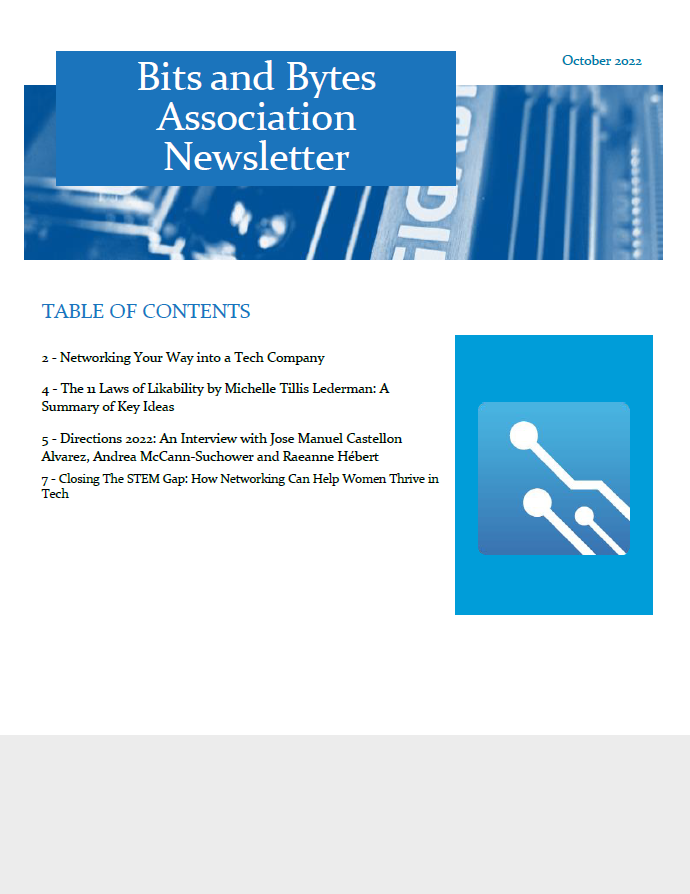 October 2022
Bits and Bytes
Association
Newsletter
TABLE OF CONTENTS
2 - Networking Your Way into a Tech Company
4 - The 11 Laws of Likability by Michelle Tillis Lederman: A
Summary of Key Ideas
5 - Directions 2022: An Interview with Jose Manuel Castellon
Alvarez, Andrea McCann-Suchower and Raeanne Hébert
7 - Closing The STEM Gap: How Networking Can Help Women Thrive in
Tech